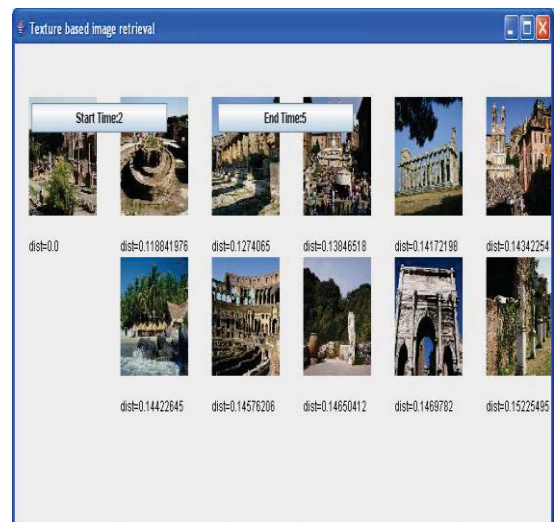 Texture based image retrieval
Start Time:2 End Time:5
dist=0.0 dist=0.118841976 dist=0.1274065 dist=0.13846518 dist=0.14172198 dist=0.14342254
dist=0.14422645 dist=0.14576206 dist=0.14650412 dist=0.1469782 dist=0.15225495